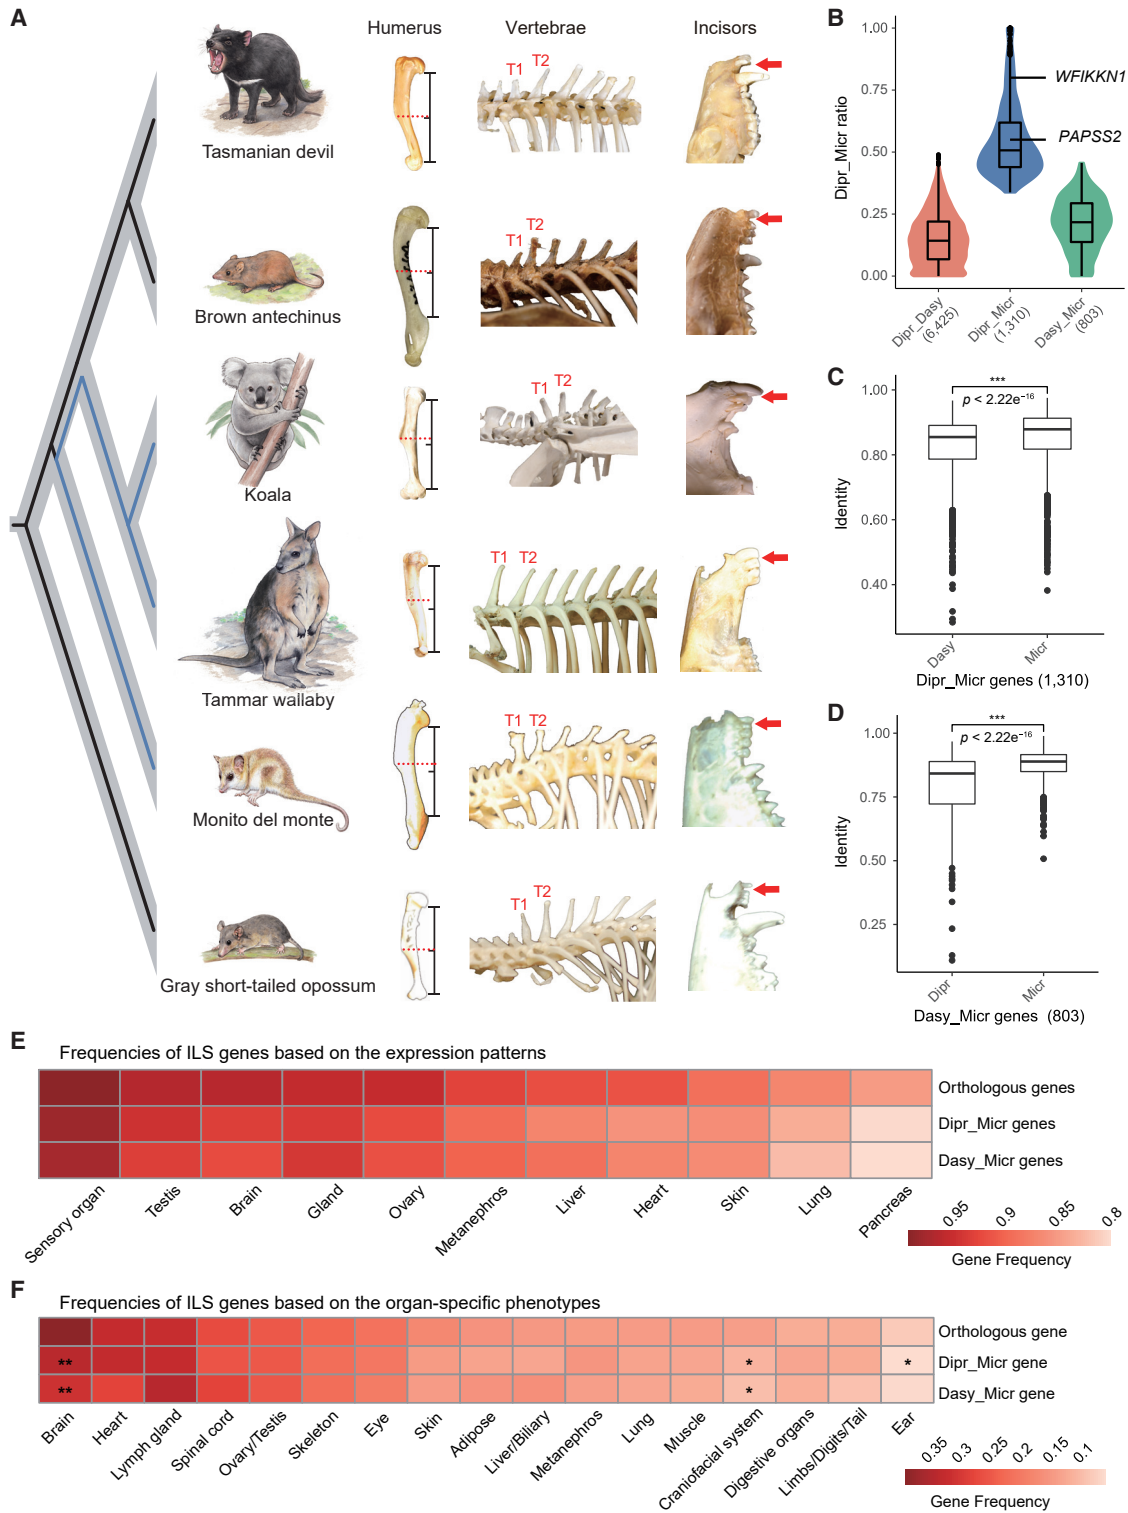 A
Humerus
Vertebrae
Incisors
T1
T2
Tasmanian devil
T1
T2
Brown antechinus
T1
T2
Koala
T1
T2
Tammar wallaby
T1
T2
Monito del monte
T1
T2
Gray short-tailed opossum
B
Dipr_Micr ratio
1.00
0.75
0.50
0.25
0.00
WFIKKN1
PAPSS2
Dipr_Dasy
(6,425)
Dipr_Micr
(1,310)
Dasy_Micr
(803)
C
Identity
1.00
0.80
0.60
0.40
***
p < 2.22e−16
Dasy
Micr
Dipr_Micr genes (1,310)
D
Identity
1.00
0.75
0.50
0.25
***
p < 2.22e−16
Dipr
Micr
Dasy_Micr genes (803)
E
Frequencies of ILS genes based on the expression patterns
Orthologous genes
Dipr_Micr genes
Dasy_Micr genes
Sensory organ
Testis
Brain
Gland
Ovary
Metanephros
Liver
Heart
Skin
Lung
Pancreas
0.95
0.9
0.85
0.8
Gene Frequency
F
Frequencies of ILS genes based on the organ-specific phenotypes
Orthologous gene
** * * Dipr_Micr gene
** * Dasy_Micr gene
Brain
Heart
Lymph gland
Spinal cord
Ovary/Testis
Skeleton
Eye
Skin
Adipose
Liver/Biliary
Metanephros
Lung
Muscle
Craniofacial system
Digestive organs
Limbs/Digits/Tail
Ear
0.35
0.3
0.25
0.2
0.15
0.1
Gene Frequency